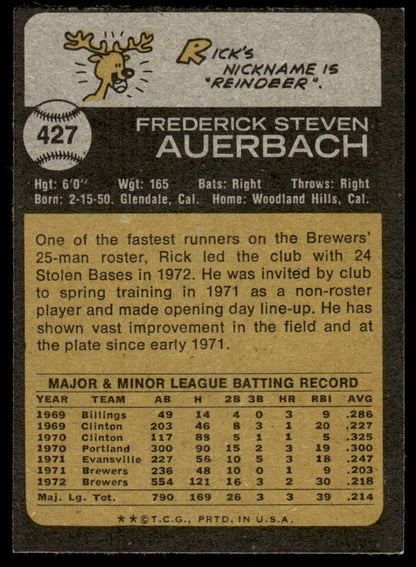 RICK'S
NICKNAME IS
"REINDEER".
427
FREDERICK STEVEN
AUERBACH
Hgt: 6'0" Wgt: 165 Bats: Right Throws: Right
Born: 2-15-50. Glendale, Cal. Home: Woodland Hills, Cal.
One of the fastest runners on the Brewers'
25-man roster, Rick led the club with 24
Stolen Bases in 1972. He was invited by club
to spring training in 1971 as a non-roster
player and made opening day line-up. He has
shown vast improvement in the field and at
the plate since early 1971.
MAJOR & MINOR LEAGUE BATTING RECORD
YEAR TEAM AB H 2B 3B HR RBI AVG
1969 Billings 49 14 4 0 3 9 .286
1969 Clinton 203 46 8 3 1 20 .227
1970 Clinton 117 38 5 1 1 5 .325
1970 Portland 300 90 15 2 3 19 .300
1971 Evansville 227 56 10 5 3 18 .247
1971 Brewers 236 48 10 0 1 9 .203
1972 Brewers 554 121 16 3 2 30 .218
Maj. Lg. Tot. 790 169 26 3 3 39 .214
**©T.C.G., PRTD. IN U.S.A.